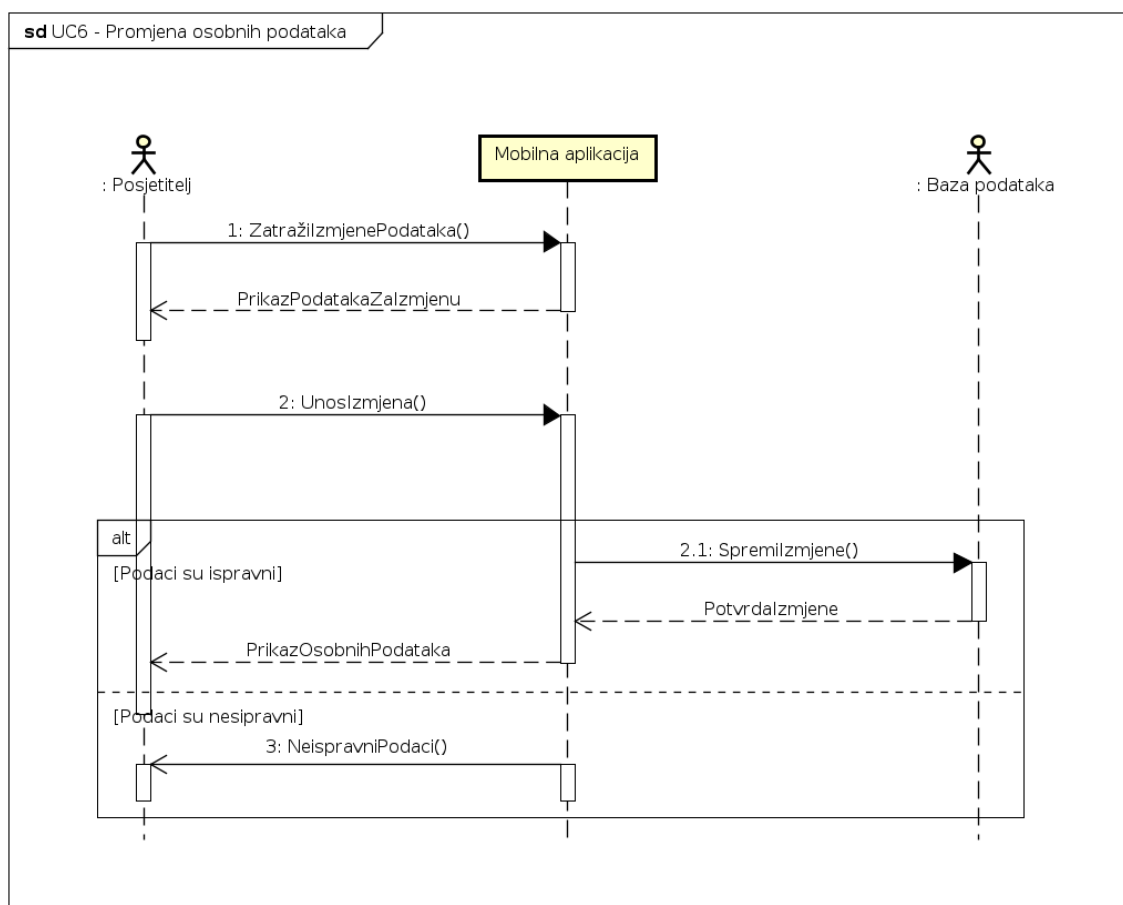 sd UC6 - Promjena osobnih podataka
: Posjetitelj
Mobilna aplikacija
: Baza podataka
1: ZatražiIzmjenePodataka()
PrikazPodatakaZaIzmjenu
2: UnosIzmjena()
alt
[Podaci su ispravni]
2.1: SpremiIzmjene()
PotvrdaIzmjene
PrikazOsobnihPodataka
[Podaci su nesipravni]
3: NeispravniPodaci()